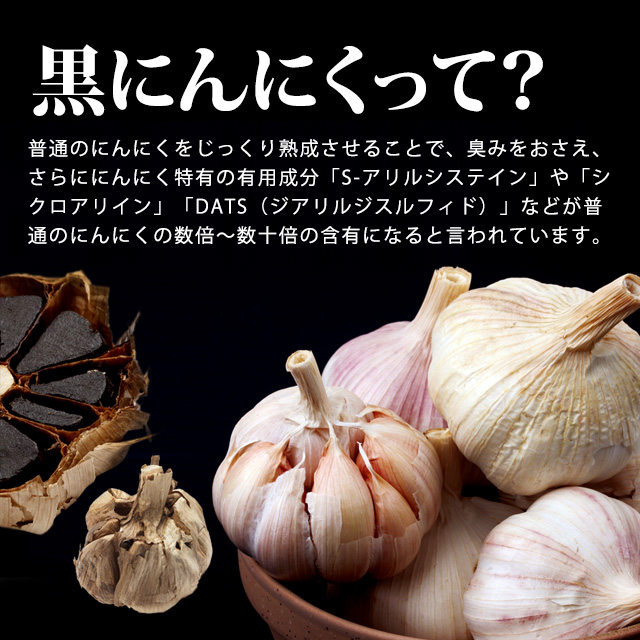 黒にんにくって？
普通のにんにくをじっくり熟成させることで、臭みをおさえ、
さらににんにく特有の有用成分「S-アリルシステイン」や「シ
クロアリイン」「DATS（ジアリルジスルフィド）」などが普
通のにんにくの数倍～数十倍の含有になると言われています。